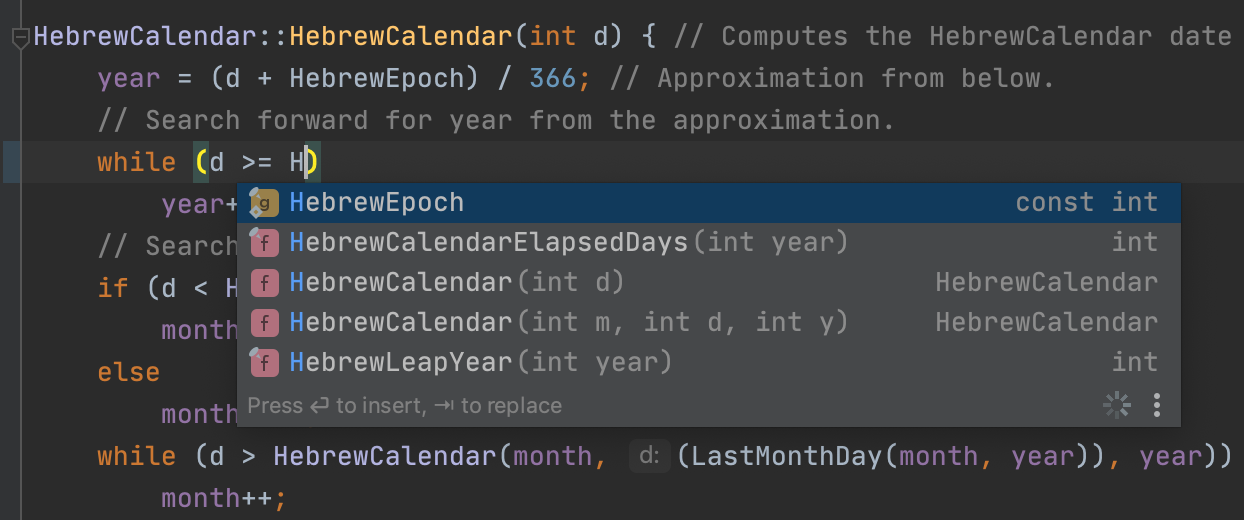 HebrewCalendar::HebrewCalendar(int d) { // Computes the HebrewCalendar date
year = (d + HebrewEpoch) / 366; // Approximation from below.
// Search forward for year from the approximation.
while (d >= H)
year+
HebrewEpoch const int
HebrewCalendarElapsedDays(int year) int
// Search
HebrewCalendar(int d) HebrewCalendar
if (d < H
HebrewCalendar(int m, int d, int y) HebrewCalendar
month
HebrewLeapYear(int year) int
else
Press ↩ to insert, ⇥ to replace
month
while (d > HebrewCalendar(month, d: (LastMonthDay(month, year)), year))
month++;